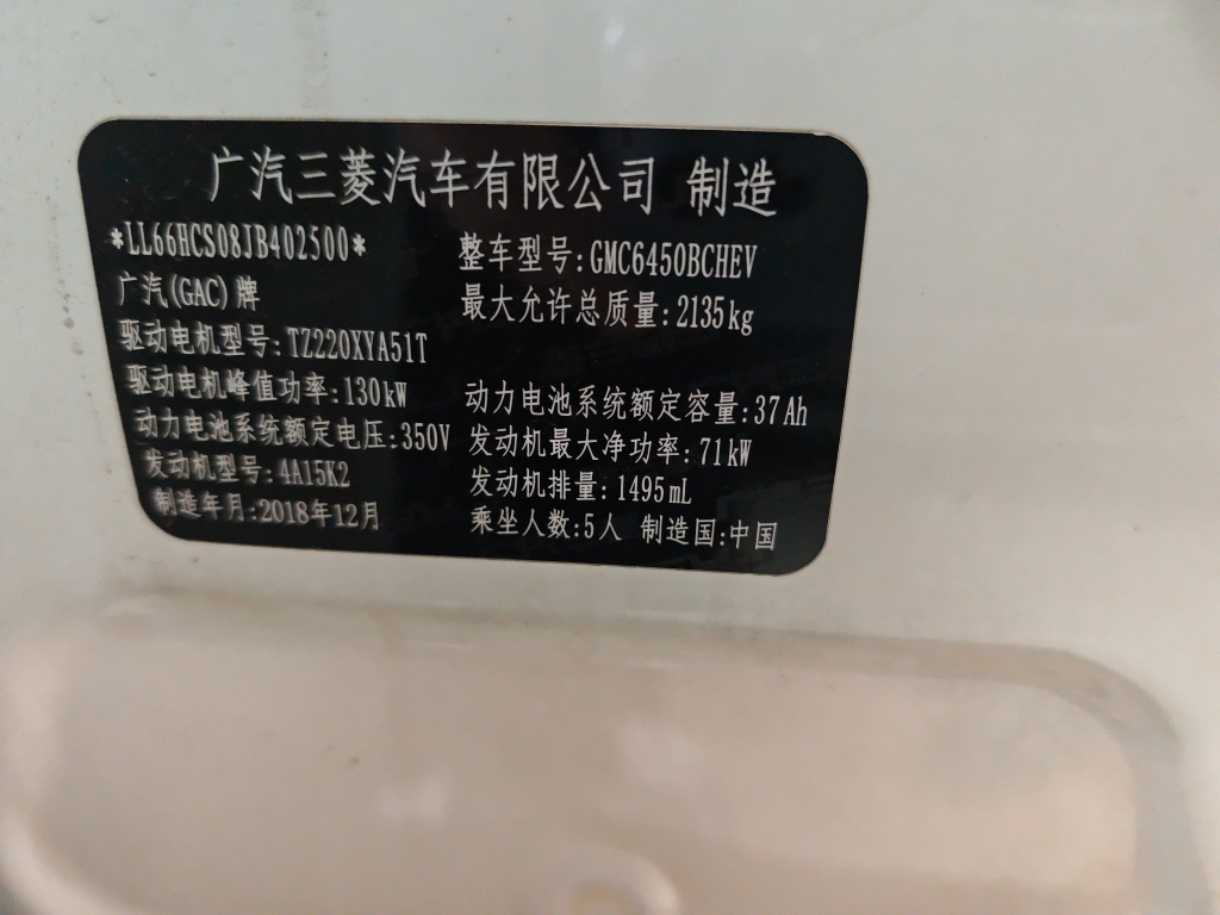 广汽三菱汽车有限公司 制造
*LL66HCS08JB402500*
整车型号:GMC6450BCHEV
广汽(GAC)牌
最大允许总质量:2135kg
驱动电机型号:TZ220XYA51T
驱动电机峰值功率:130kW
动力电池系统额定容量:37Ah
动力电池系统额定电压:350V
发动机最大净功率:71kW
发动机型号:4A15K2
发动机排量:1495mL
制造年月:2018年12月
乘坐人数:5人 制造国:中国